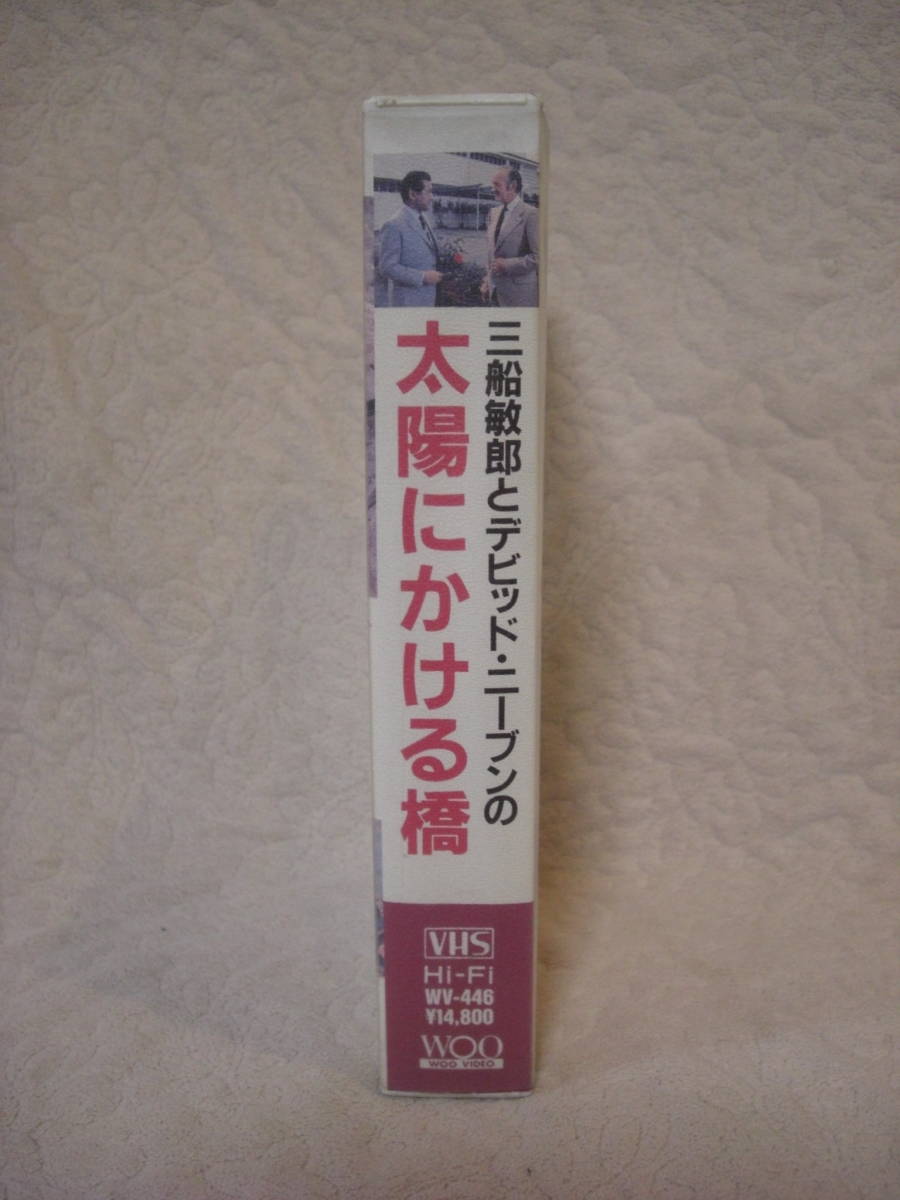 三船敏郎とデビッド・ニーブンの
太陽にかける橋
VHS
Hi-Fi
WV-446
¥14,800
WOO
WOO VIDEO